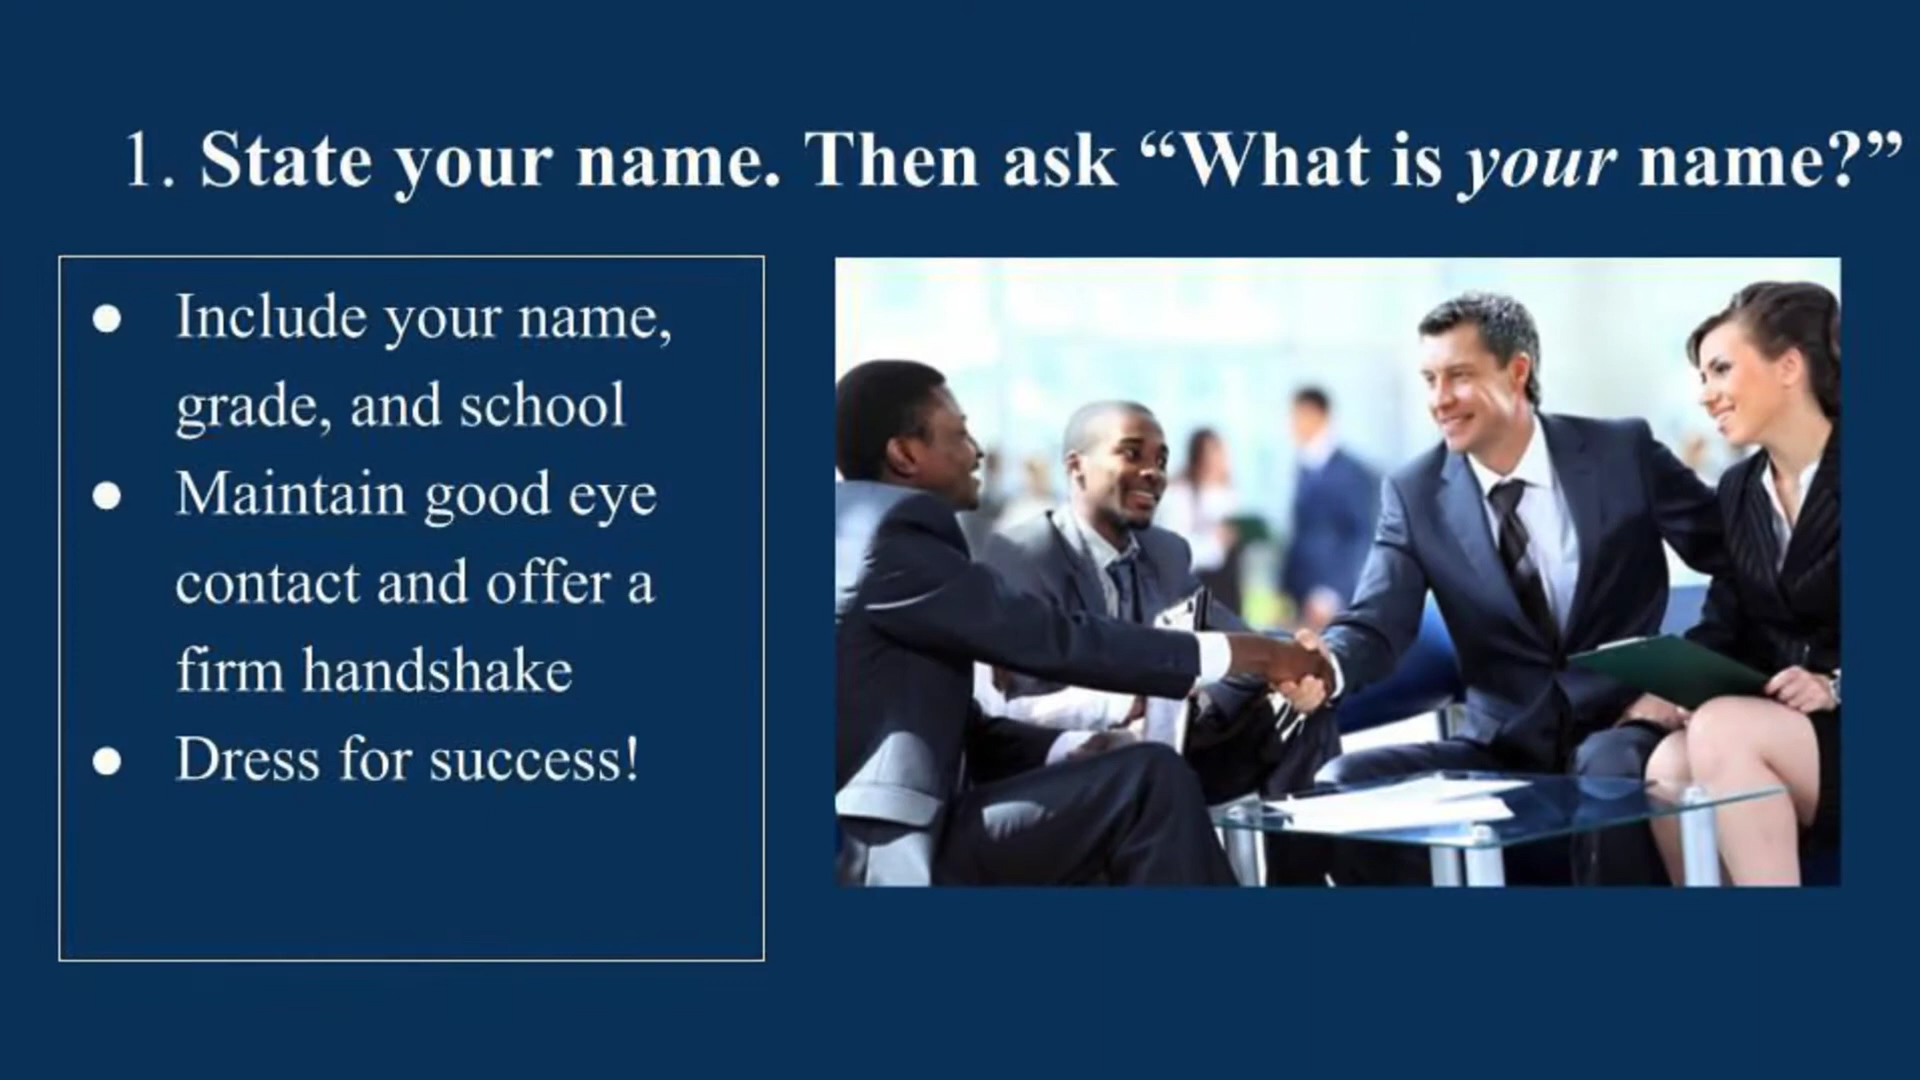 1. State your name. Then ask “What is your name?”
● Include your name,
grade, and school
● Maintain good eye
contact and offer a
firm handshake
● Dress for success!